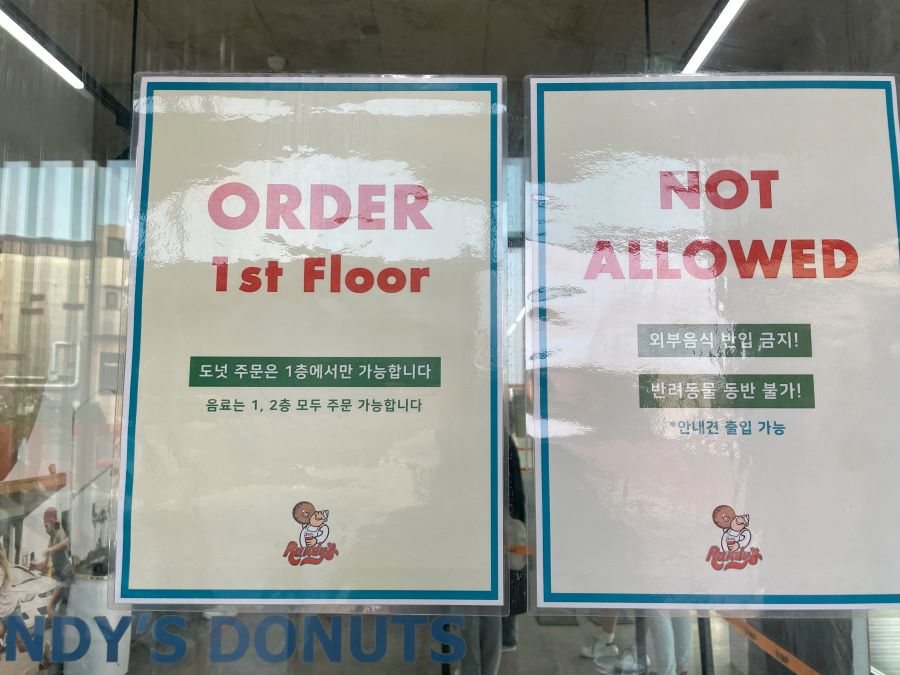 ORDER
1st Floor
도넛 주문은 1층에서만 가능합니다
음료는 1, 2층 모두 주문 가능합니다
Randy's
NOT
ALLOWED
외부음식 반입 금지!
반려동물 동반 불가!
*안내견 출입 가능
Randy's
NDY'S DONUTS